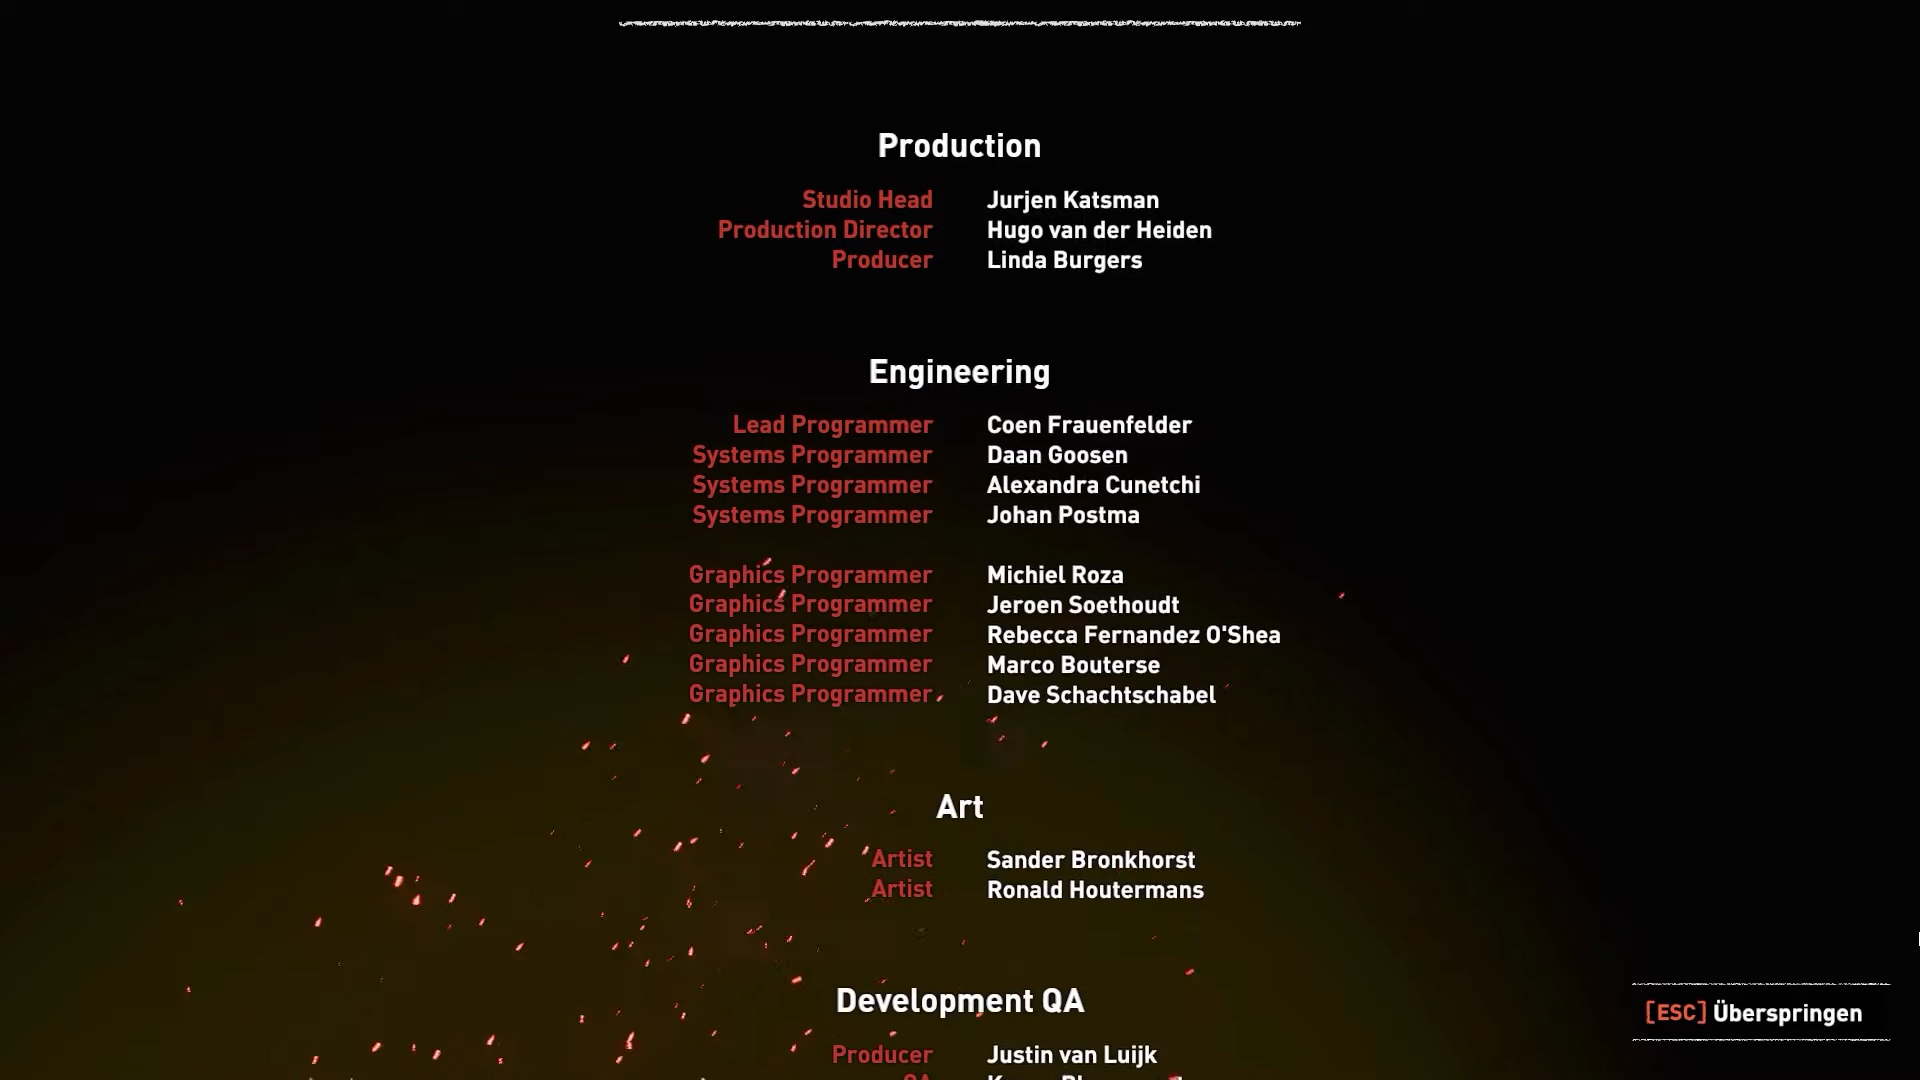 Production
Studio Head Jurjen Katsman
Production Director Hugo van der Heiden
Producer Linda Burgers
Engineering
Lead Programmer Coen Frauenfelder
Systems Programmer Daan Goosen
Systems Programmer Alexandra Cunetchi
Systems Programmer Johan Postma
Graphics Programmer Michiel Roza
Graphics Programmer Jeroen Soethoudt
Graphics Programmer Rebecca Fernandez O'Shea
Graphics Programmer Marco Bouterse
Graphics Programmer Dave Schachtschabel
Art
Artist Sander Bronkhorst
Artist Ronald Houtermans
Development QA
[ESC] Überspringen
Producer Justin van Luijk
QA